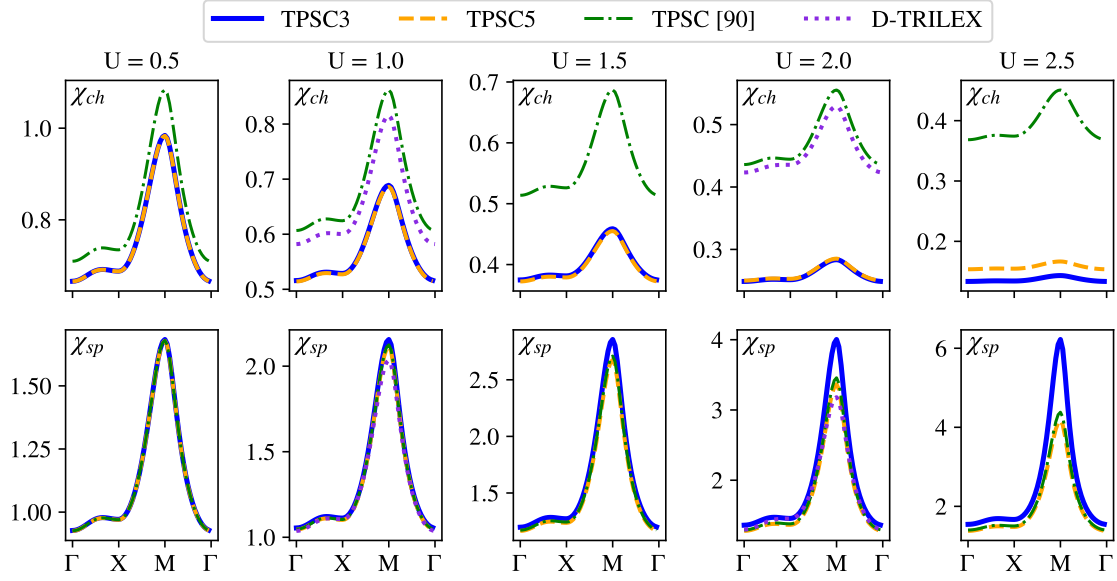 TPSC3 TPSC5 TPSC [90] D-TRILEX
U = 0.5 U = 1.0 U = 1.5 U = 2.0 U = 2.5
χch χch χch χch χch
1.0 0.8
0.8 0.7 0.6 0.5
0.7 0.6 0.5 0.4
0.5 0.4 0.3
0.4 0.3 0.2
χsp χsp χsp χsp χsp
1.50 1.25 1.00
2.0 1.5 1.0
2.5 2.0 1.5
4 3 2
6 4 2
Γ X M Γ Γ X M Γ Γ X M Γ Γ X M Γ Γ X M Γ